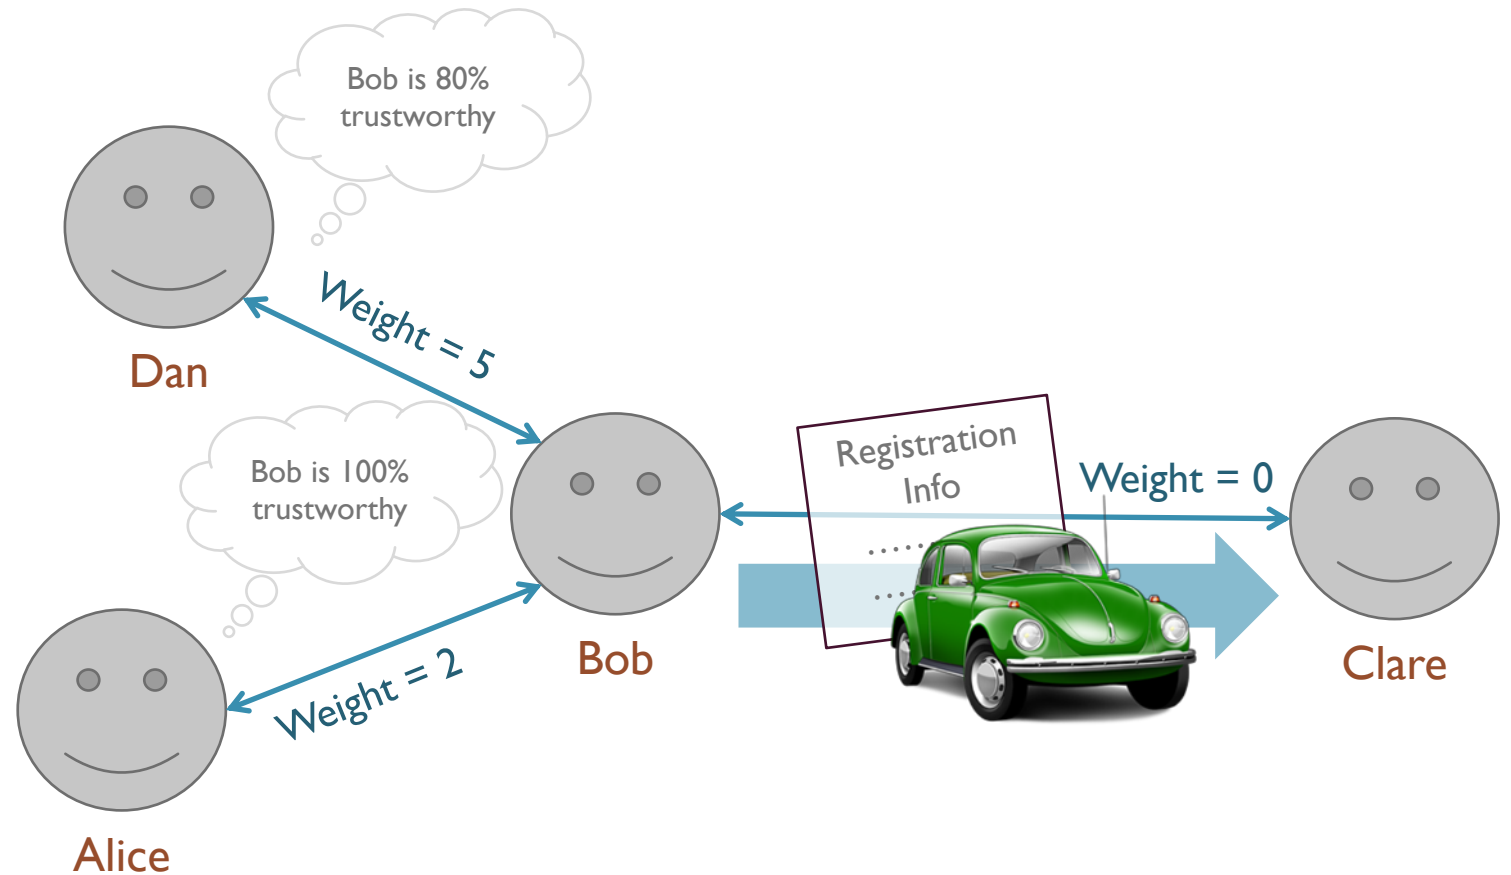 Bob is 80%
trustworthy
Weight = 5
Dan
Bob is 100%
trustworthy
Registration
Info
Weight = 0
......
.....
Bob
Clare
Weight = 2
Alice